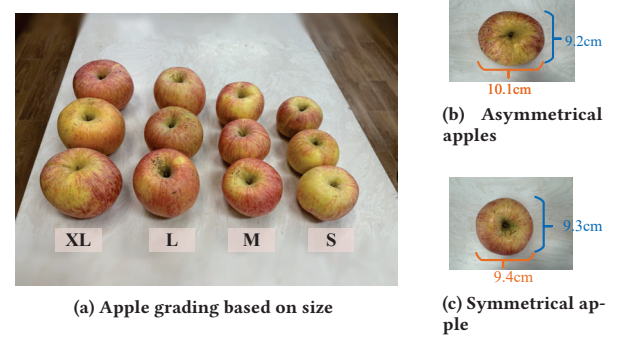 XL L M S
(a) Apple grading based on size
9.2cm
10.1cm
(b) Asymmetrical
apples
9.3cm
9.4cm
(c) Symmetrical ap-
ple